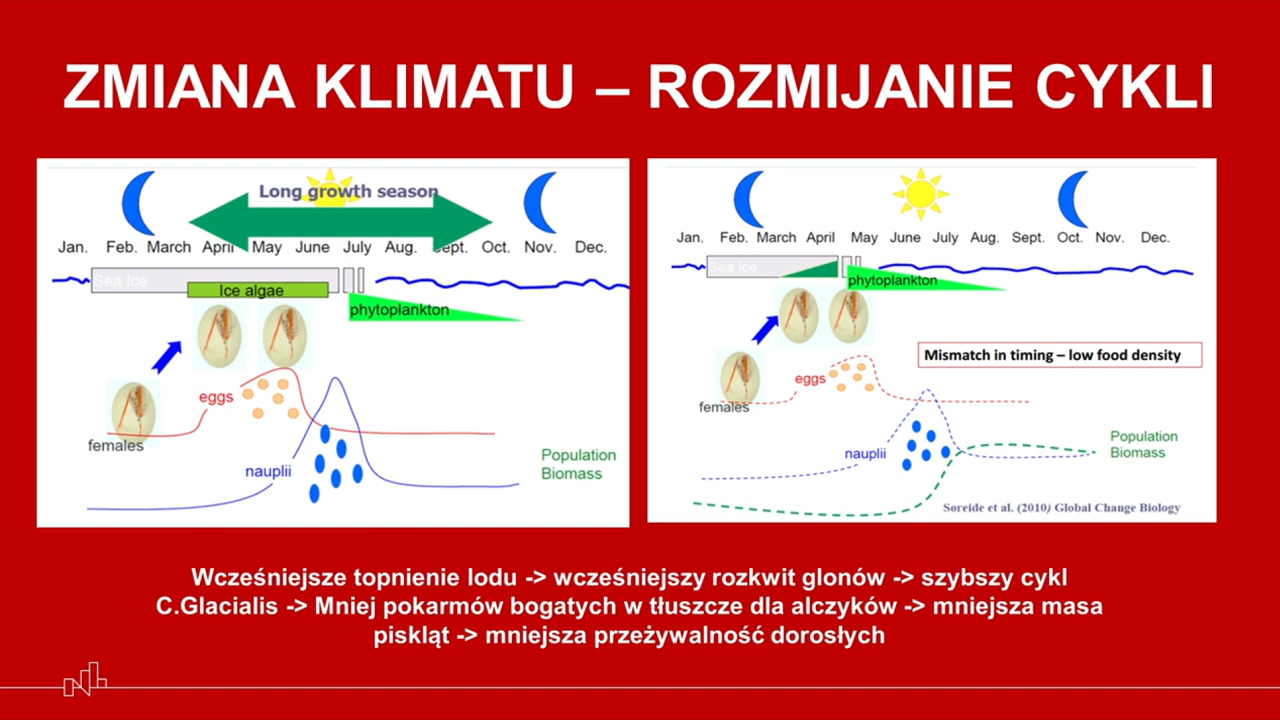 ZMIANA KLIMATU – ROZMIJANIE CYKLI
Long growth season
Jan. Feb. March April May June July Aug. Sept. Oct. Nov. Dec.
Sea Ice
Ice algae
phytoplankton
eggs
females
nauplii
Population
Biomass
Jan. Feb. March April May June July Aug. Sept. Oct. Nov. Dec.
Sea Ice
phytoplankton
Mismatch in timing – low food density
eggs
females
nauplii
Population
Biomass
Søreide et al. (2010) Global Change Biology
Wcześniejsze topnienie lodu -> wcześniejszy rozkwit glonów -> szybszy cykl
C.Glacialis -> Mniej pokarmów bogatych w tłuszcze dla alczyków -> mniejsza masa
piskląt -> mniejsza przeżywalność dorosłych